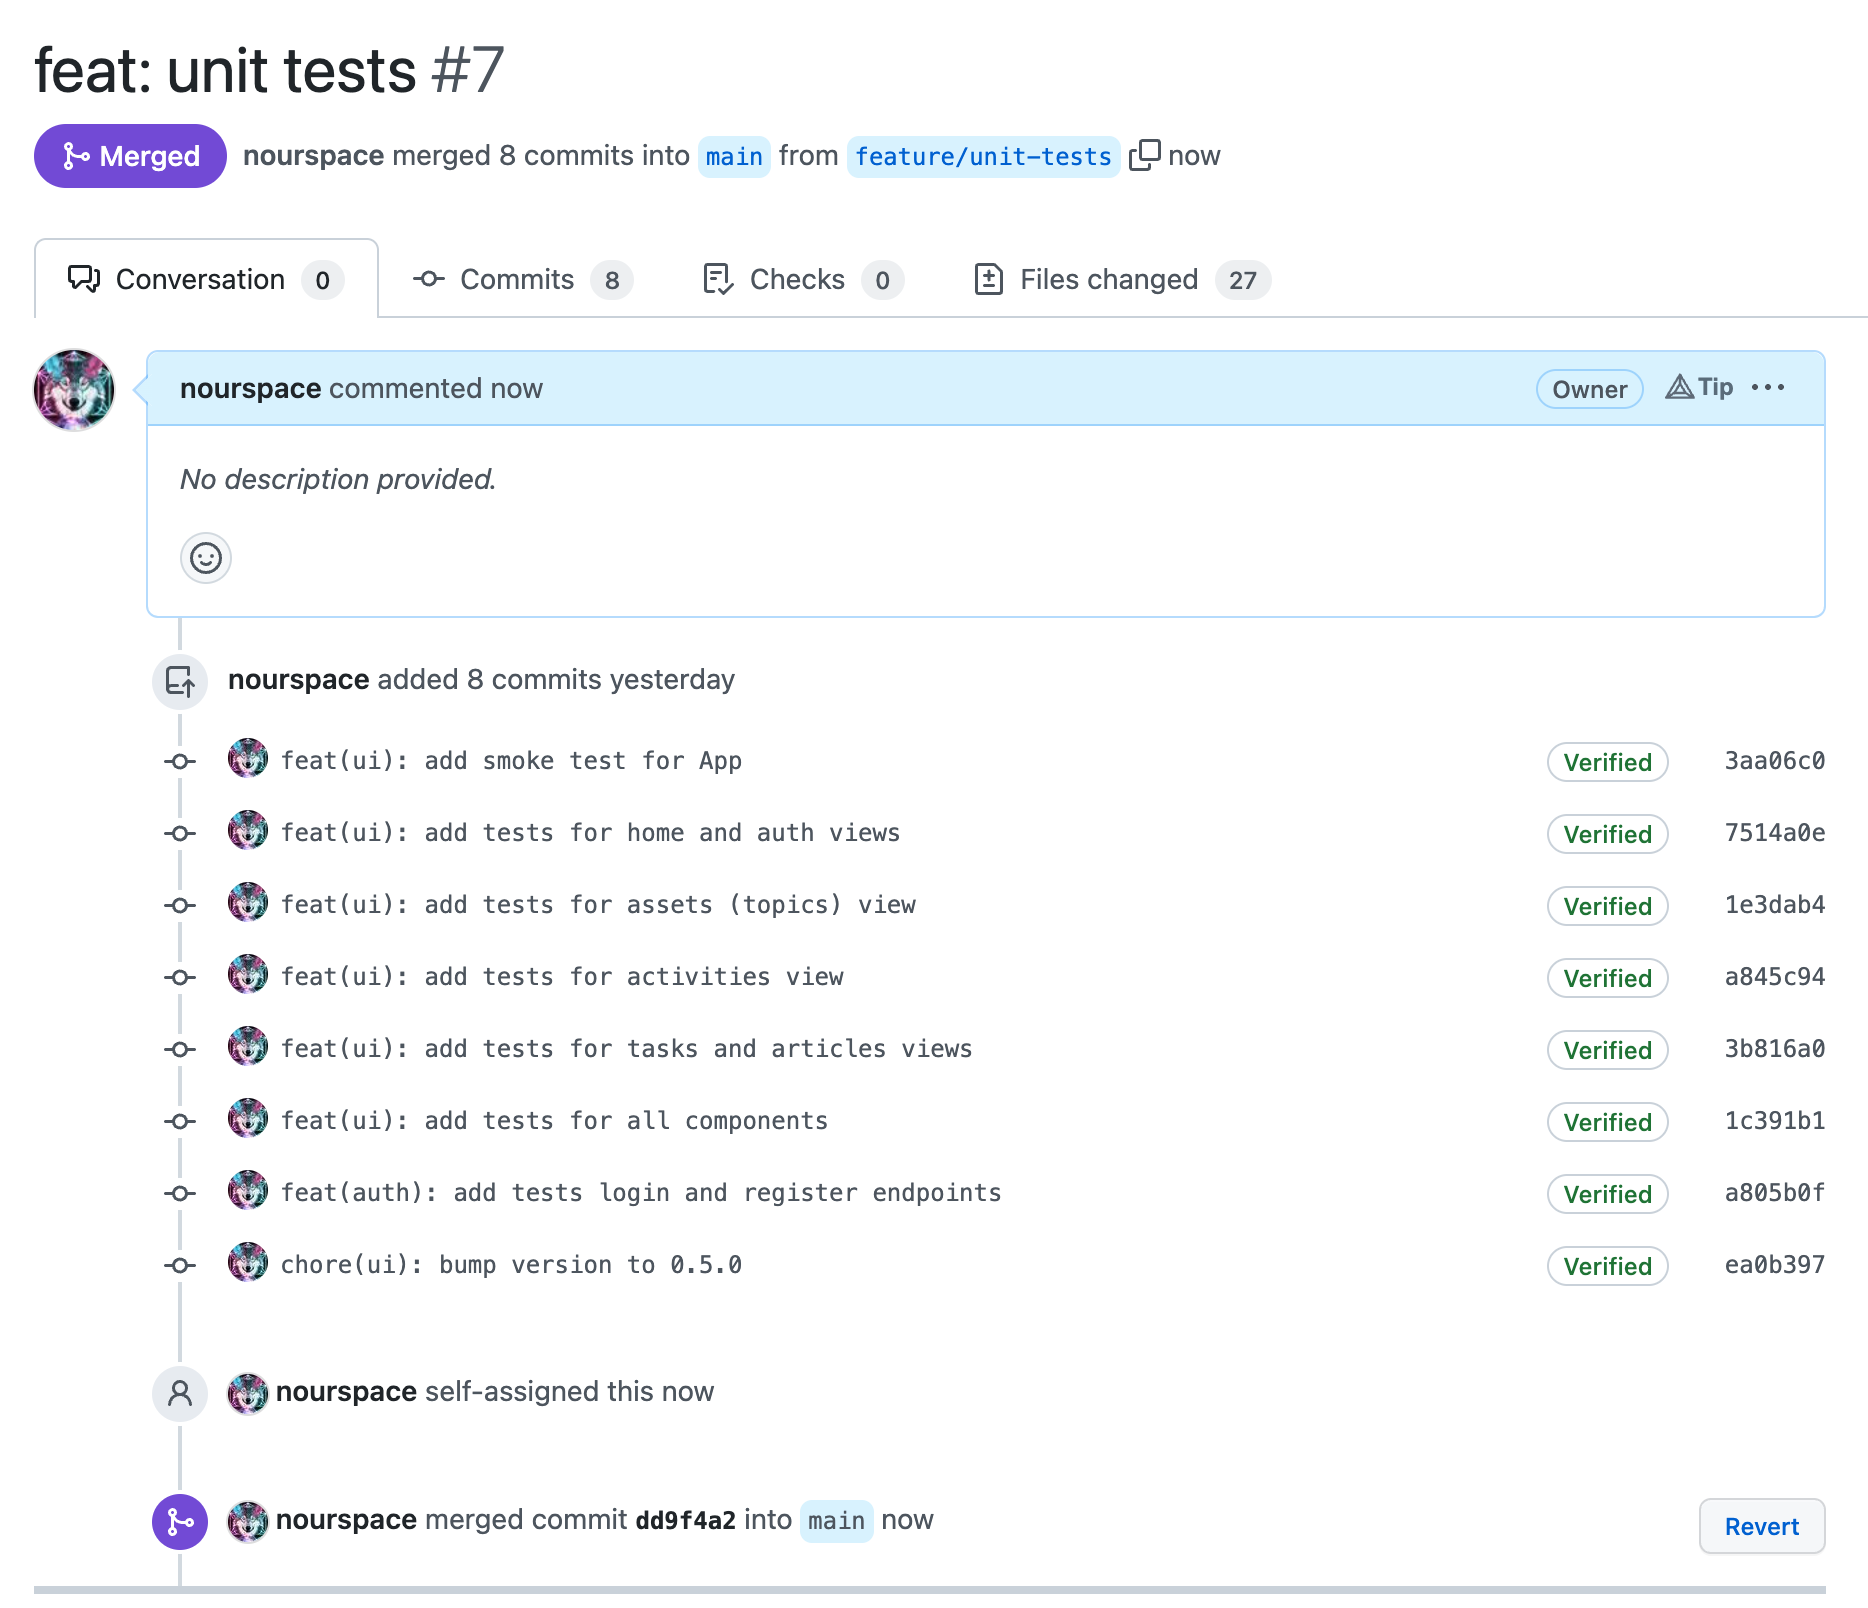 feat: unit tests #7
Merged nourspace merged 8 commits into main from feature/unit-tests now
Conversation 0 Commits 8 Checks 0 Files changed 27
nourspace commented now Owner Tip
No description provided.
nourspace added 8 commits yesterday
feat(ui): add smoke test for App Verified 3aa06c0
feat(ui): add tests for home and auth views Verified 7514a0e
feat(ui): add tests for assets (topics) view Verified 1e3dab4
feat(ui): add tests for activities view Verified a845c94
feat(ui): add tests for tasks and articles views Verified 3b816a0
feat(ui): add tests for all components Verified 1c391b1
feat(auth): add tests login and register endpoints Verified a805b0f
chore(ui): bump version to 0.5.0 Verified ea0b397
nourspace self-assigned this now
nourspace merged commit dd9f4a2 into main now Revert